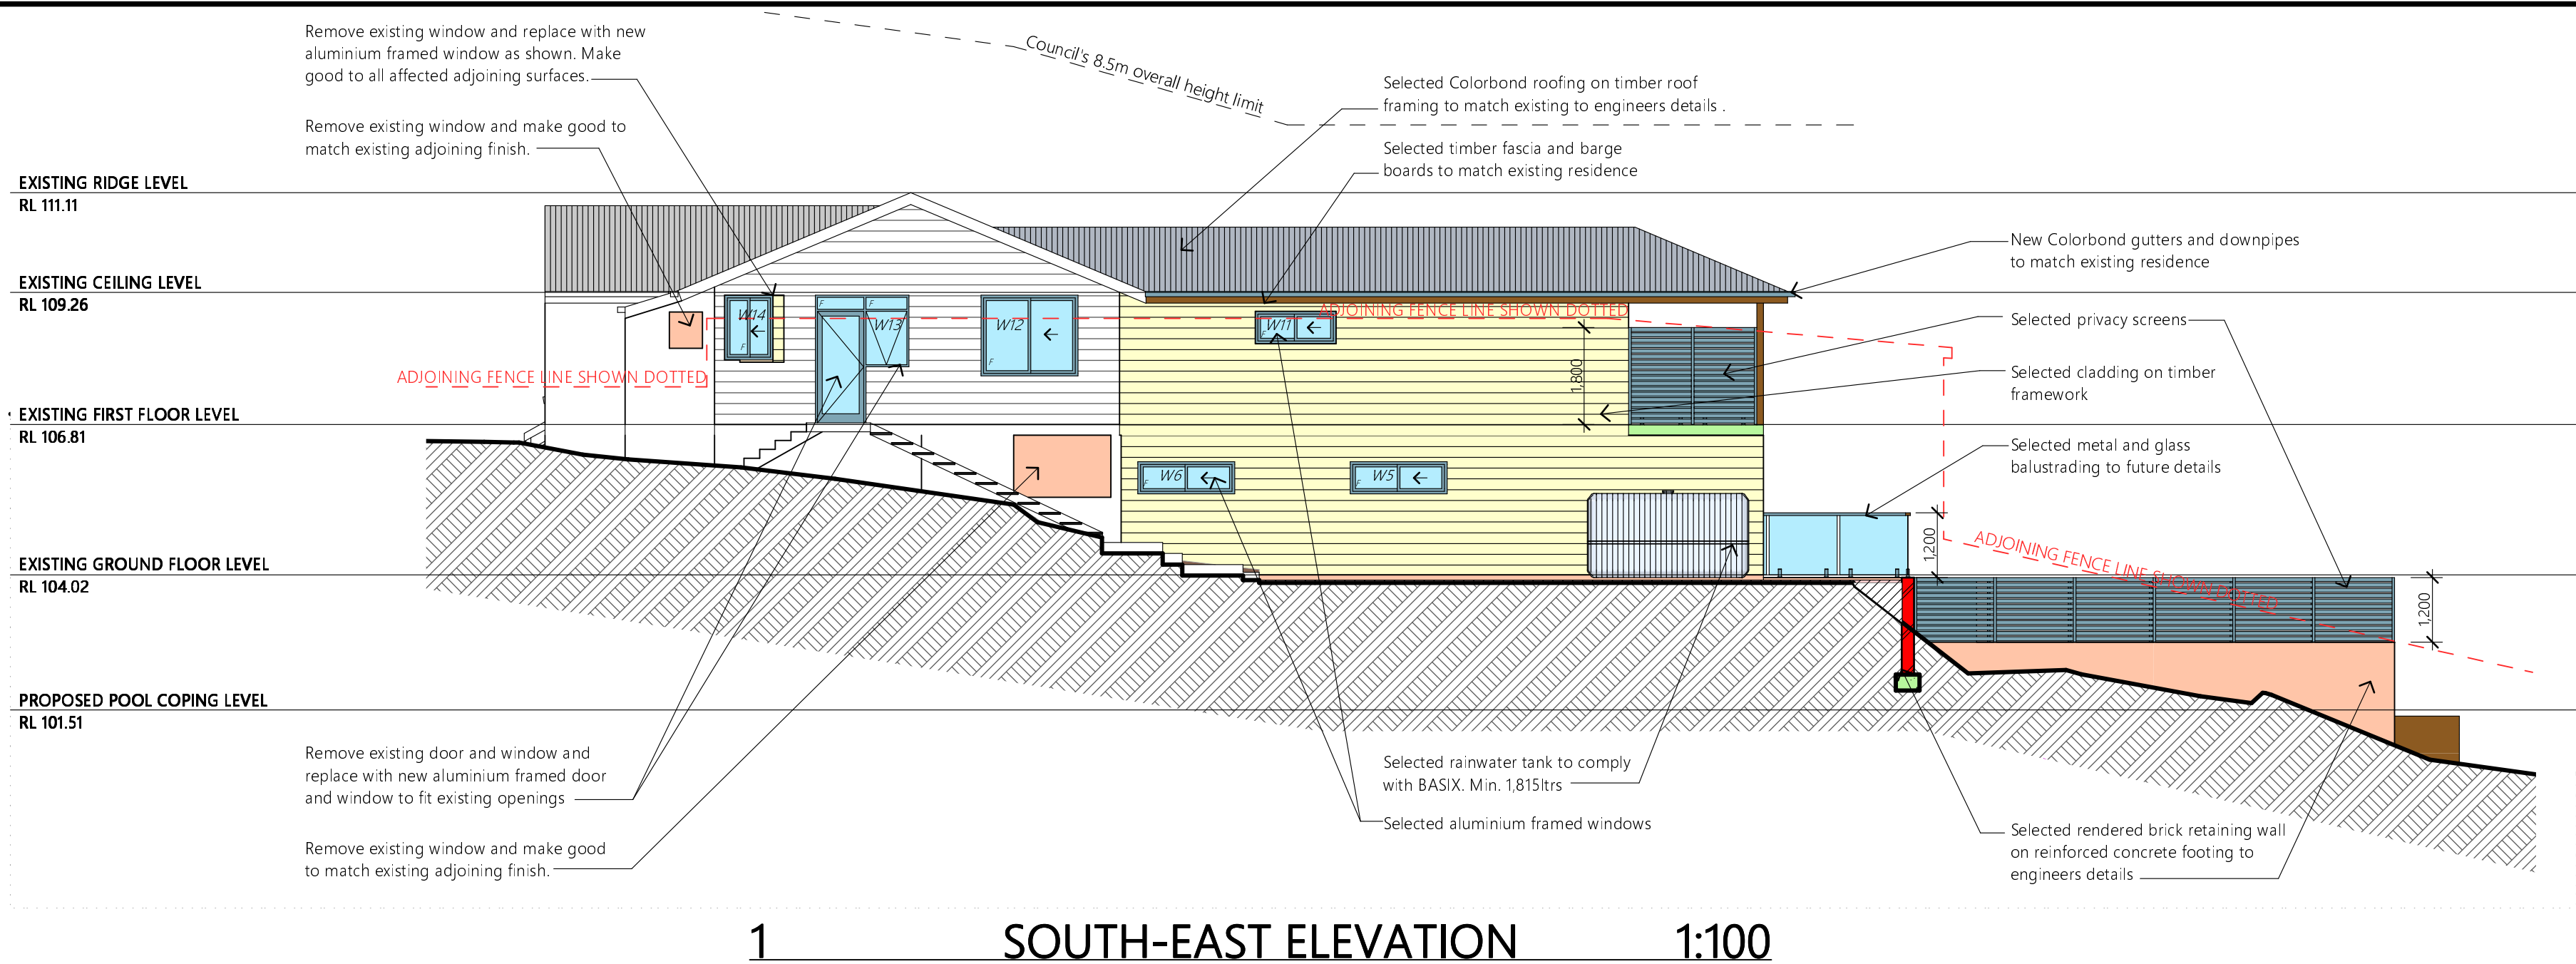 Remove existing window and replace with new
aluminium framed window as shown. Make
good to all affected adjoining surfaces.
Remove existing window and make good to
match existing adjoining finish.
Council's 8.5m overall height limit
Selected Colorbond roofing on timber roof
framing to match existing to engineers details .
Selected timber fascia and barge
boards to match existing residence
EXISTING RIDGE LEVEL
RL 111.11
New Colorbond gutters and downpipes
to match existing residence
EXISTING CEILING LEVEL
RL 109.26
ADJOINING FENCE LINE SHOWN DOTTED
W14
F
F
F
W13
W12
F
W11
F
Selected privacy screens
1,800
Selected cladding on timber
framework
ADJOINING FENCE LINE SHOWN DOTTED
EXISTING FIRST FLOOR LEVEL
RL 106.81
Selected metal and glass
balustrading to future details
W6
F
W5
F
1,200
ADJOINING FENCE LINE SHOWN DOTTED
EXISTING GROUND FLOOR LEVEL
RL 104.02
1,200
PROPOSED POOL COPING LEVEL
RL 101.51
Remove existing door and window and
replace with new aluminium framed door
and window to fit existing openings
Selected rainwater tank to comply
with BASIX. Min. 1,815ltrs
Selected aluminium framed windows
Remove existing window and make good
to match existing adjoining finish.
Selected rendered brick retaining wall
on reinforced concrete footing to
engineers details
1 SOUTH-EAST ELEVATION 1:100